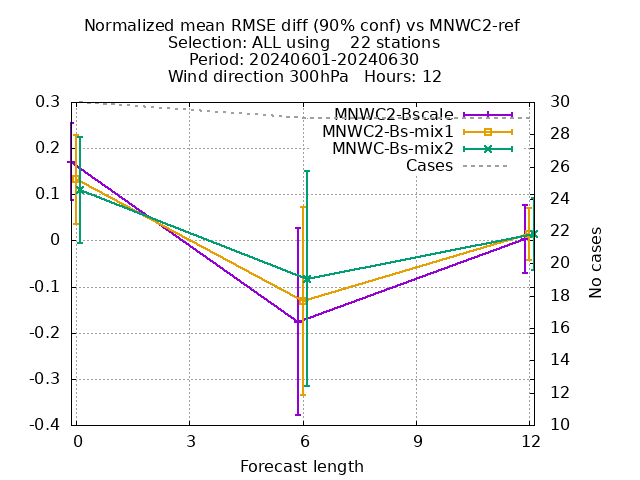 Normalized mean RMSE diff (90% conf) vs MNWC2-ref
Selection: ALL using    22 stations
Period: 20240601-20240630
Wind direction 300hPa   Hours: 12
MNWC2-Bscale
MNWC2-Bs-mix1
MNWC-Bs-mix2
Cases
0.3
0.2
0.1
0
-0.1
-0.2
-0.3
-0.4
30
28
26
24
22
20
18
16
14
12
10
No cases
0 3 6 9 12
Forecast length